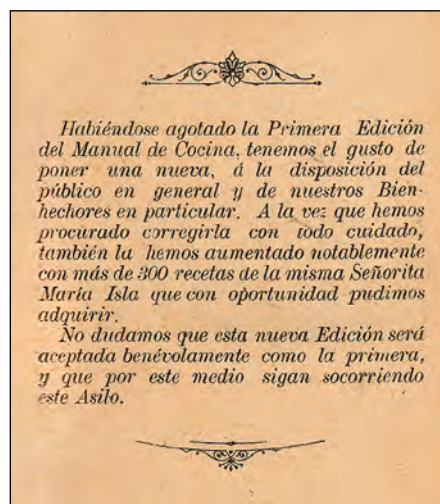 Habiéndose agotado la Primera Edición
del Manual de Cocina, tenemos el gusto de
poner una nueva, á la disposición del
público en general y de nuestros Bien-
hechores en particular. A la vez que hemos
procurado corregirla con todo cuidado,
también la hemos aumentado notablemente
con más de 300 recetas de la misma Señorita
María Isla que con oportunidad pudimos
adquirir.
No dudamos que esta nueva Edición será
aceptada benévolamente como la primera,
y que por este medio sigan socorriendo
este Asilo.